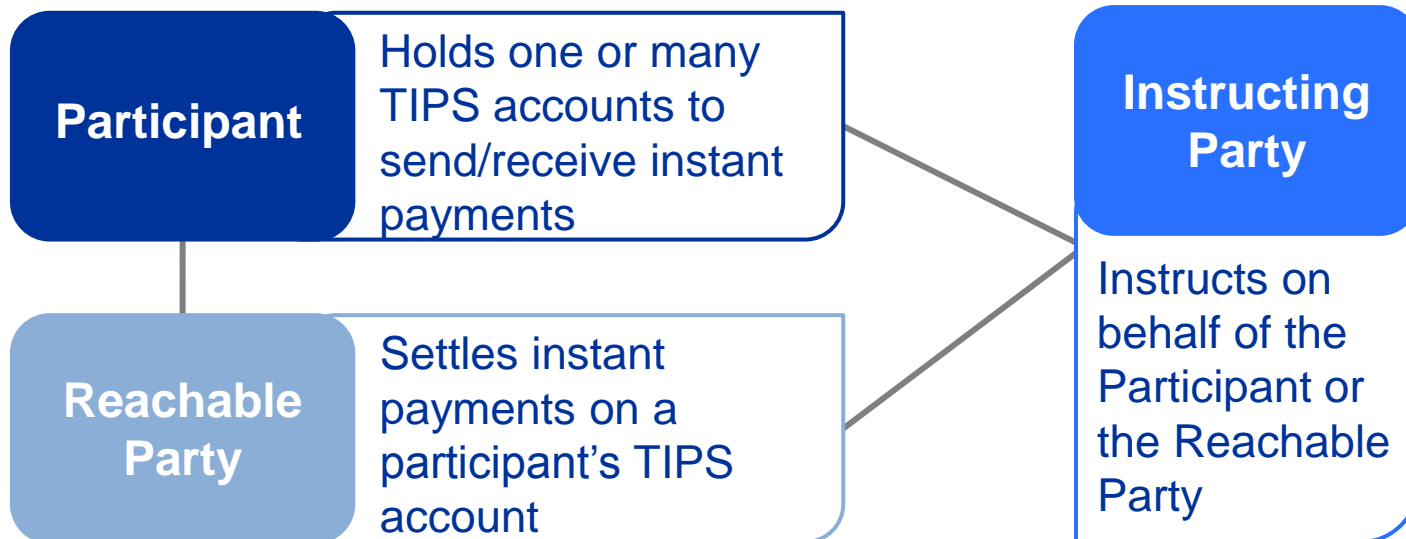 Participant
Holds one or many
TIPS accounts to
send/receive instant
payments
Reachable
Party
Settles instant
payments on a
participant’s TIPS
account
Instructing
Party
Instructs on
behalf of the
Participant or
the Reachable
Party